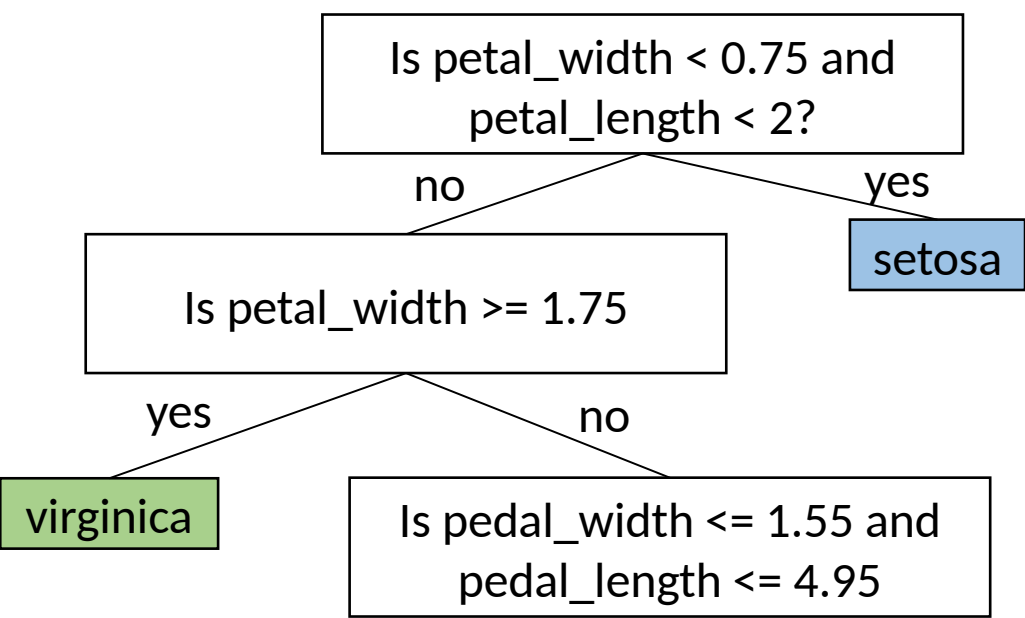 Is petal_width < 0.75 and
petal_length < 2?
no
yes
setosa
Is petal_width >= 1.75
yes
no
virginica
Is pedal_width <= 1.55 and
pedal_length <= 4.95